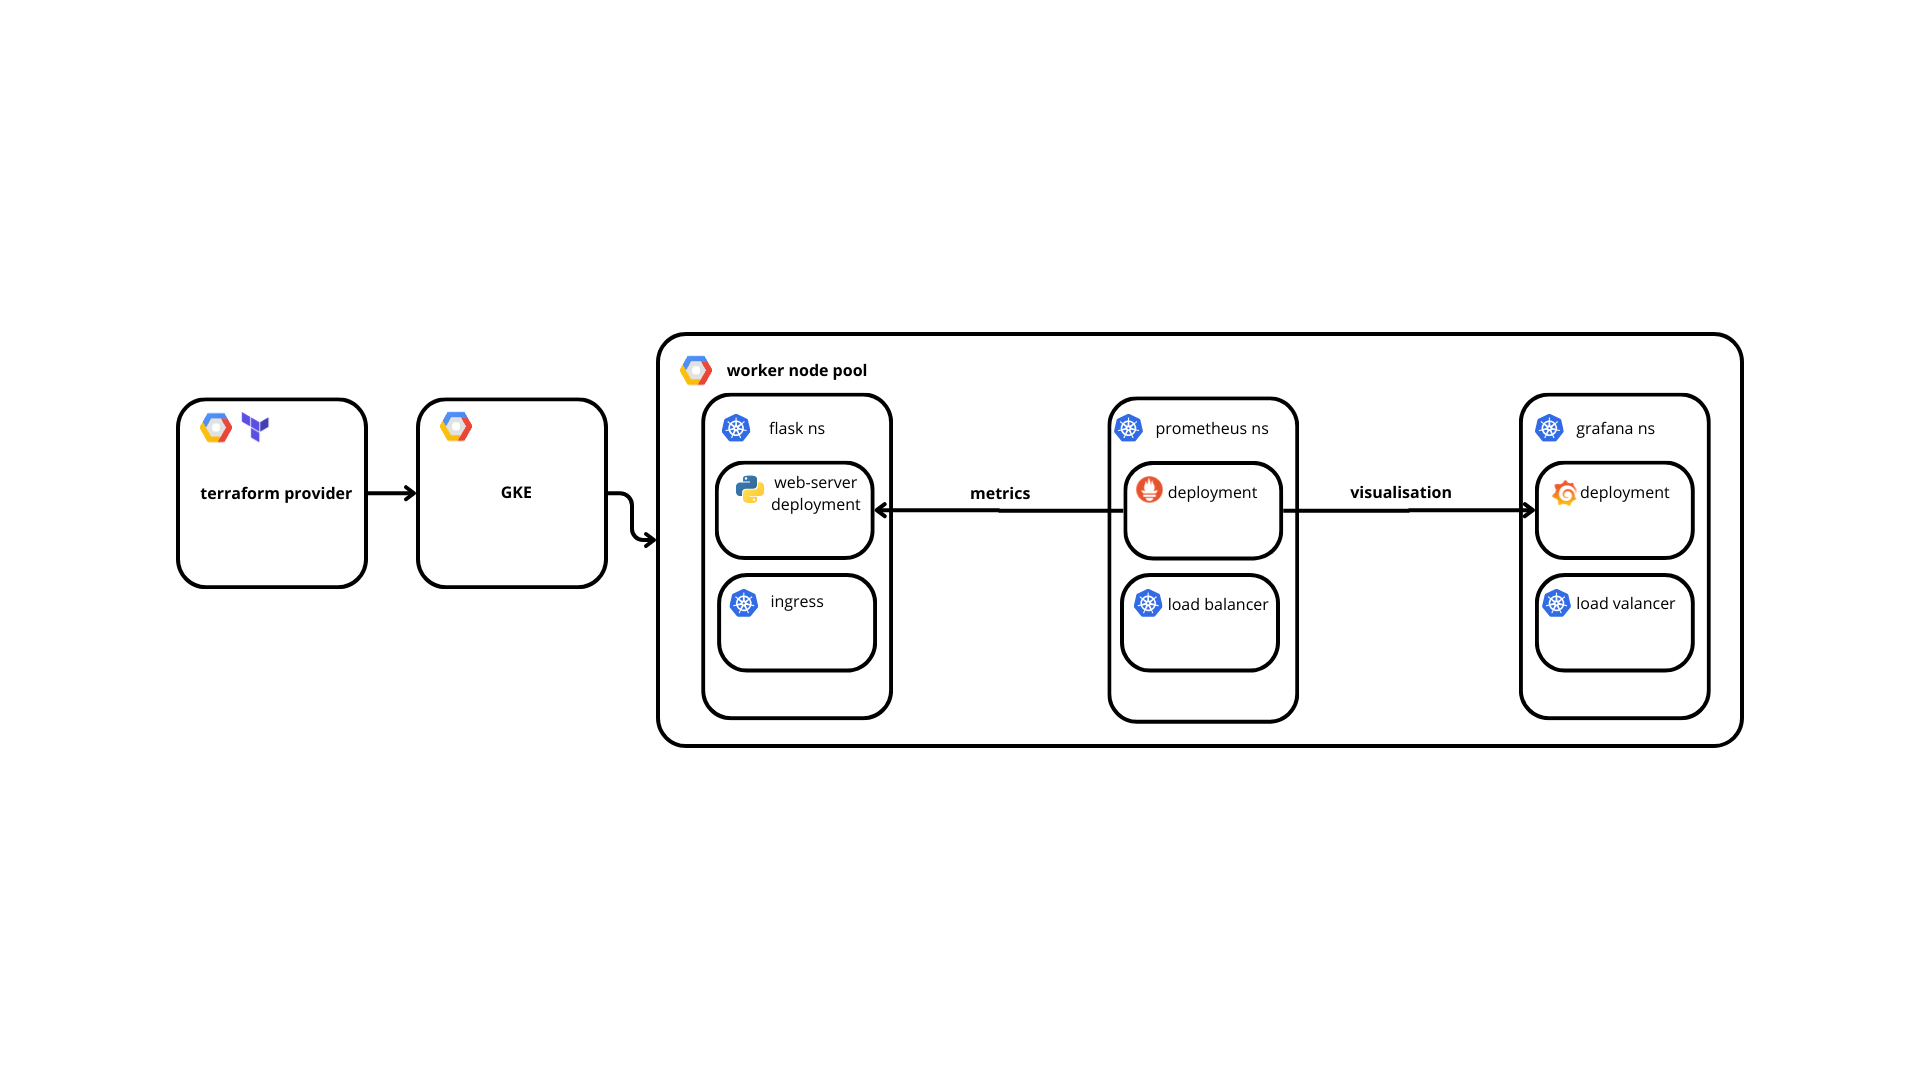 terraform provider
GKE
worker node pool
flask ns
web-server
deployment
ingress
metrics
prometheus ns
deployment
load balancer
visualisation
grafana ns
deployment
load valancer